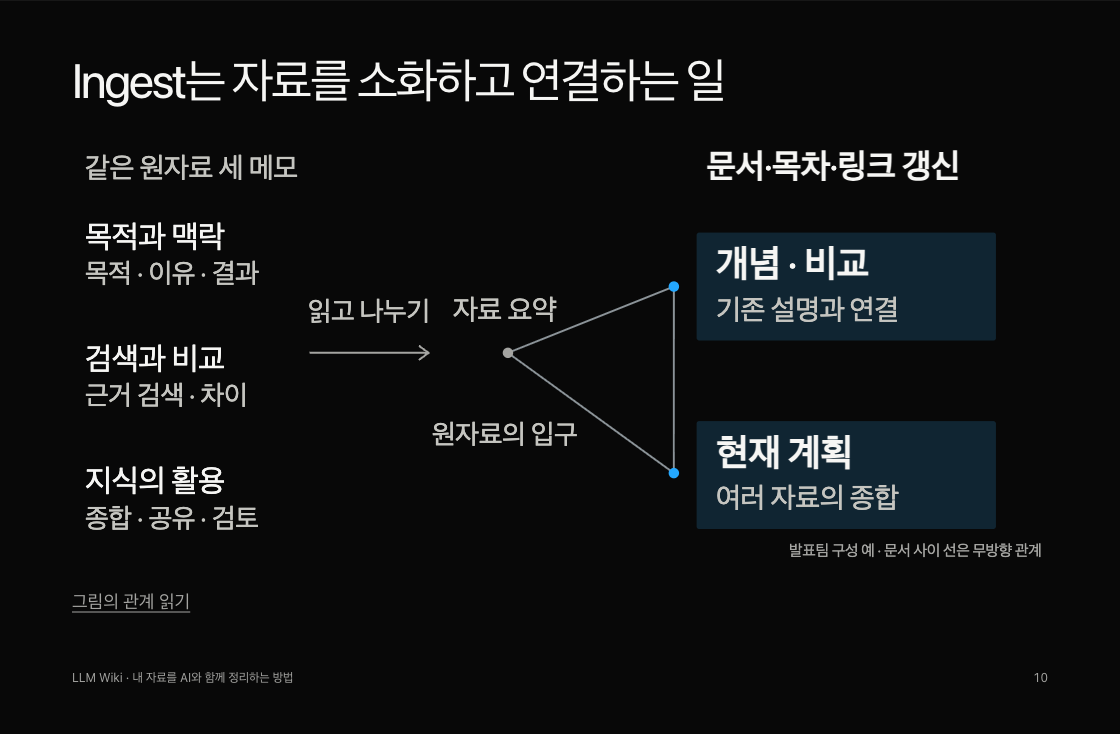 Ingest는 자료를 소화하고 연결하는 일
같은 원자료 세 메모
목적과 맥락
목적 · 이유 · 결과
검색과 비교
근거 검색 · 차이
지식의 활용
종합 · 공유 · 검토
읽고 나누기
자료 요약
원자료의 입구
문서·목차·링크 갱신
개념 · 비교
기존 설명과 연결
현재 계획
여러 자료의 종합
발표팀 구성 예 · 문서 사이 선은 무방향 관계
그림의 관계 읽기
LLM Wiki · 내 자료를 AI와 함께 정리하는 방법
10